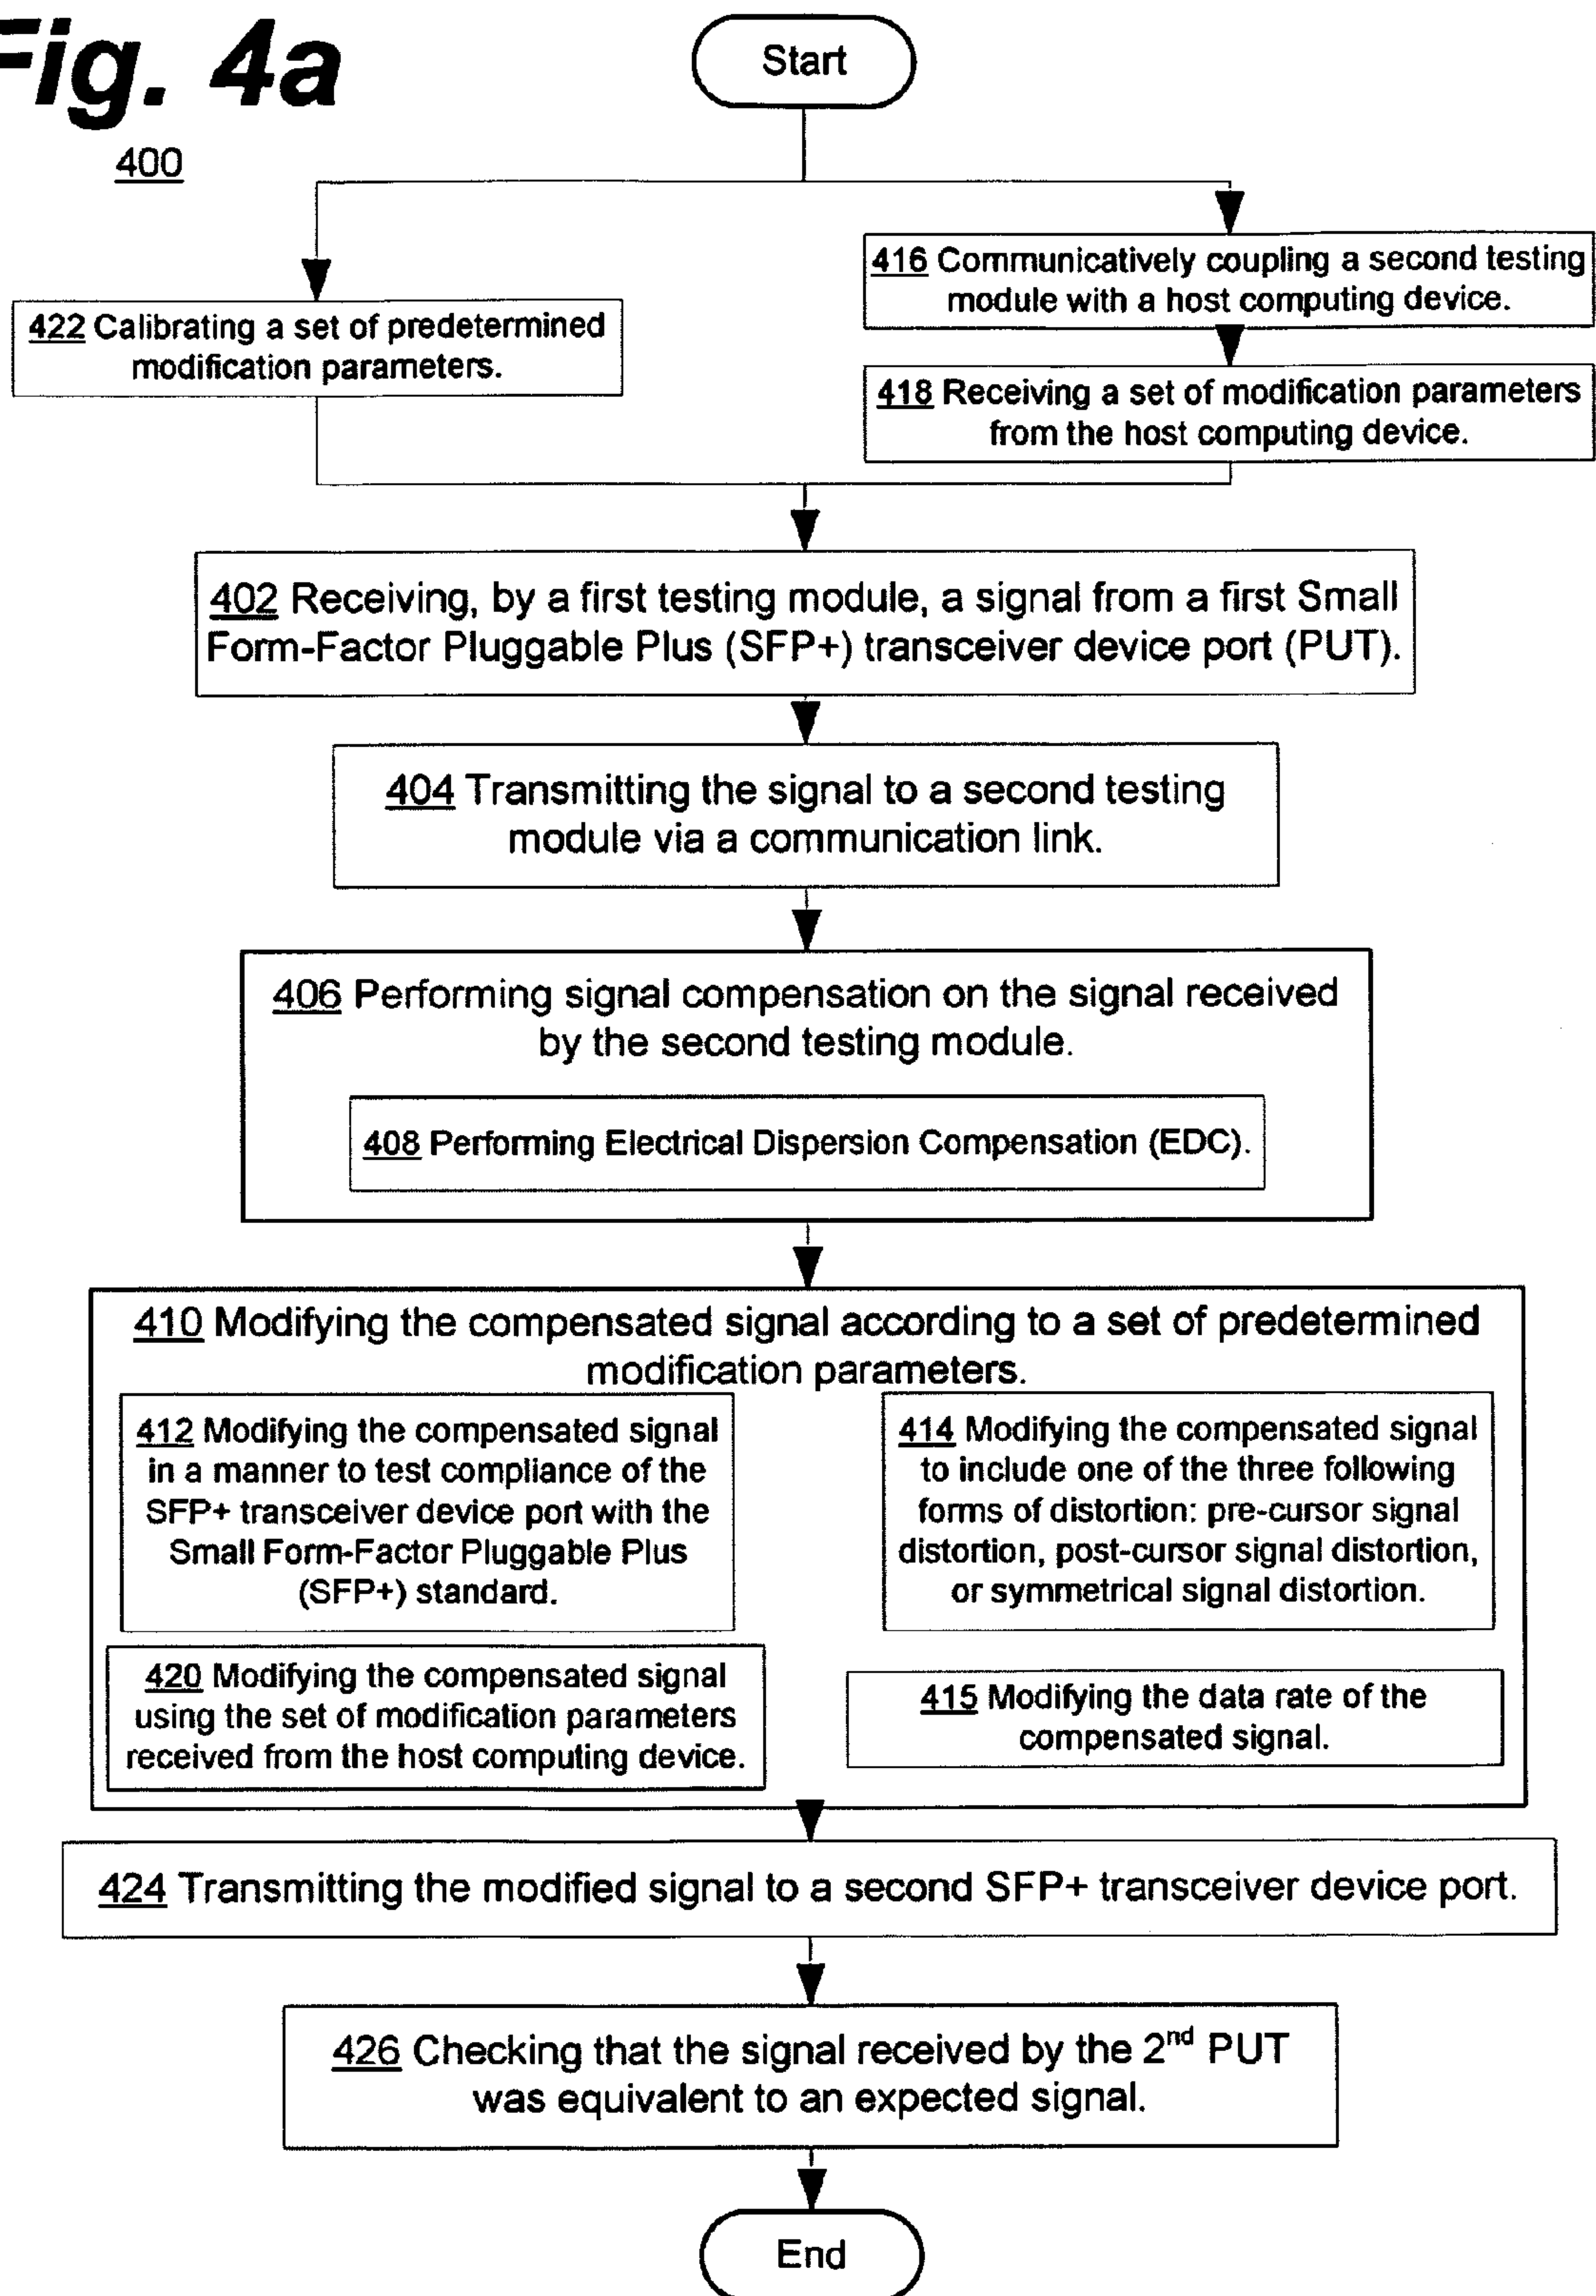 Fig. 4a
400
Start
422 Calibrating a set of predetermined
modification parameters.
416 Communicatively coupling a second testing
module with a host computing device.
418 Receiving a set of modification parameters
from the host computing device.
402 Receiving, by a first testing module, a signal from a first Small
Form-Factor Pluggable Plus (SFP+) transceiver device port (PUT).
404 Transmitting the signal to a second testing
module via a communication link.
406 Performing signal compensation on the signal received
by the second testing module.
408 Performing Electrical Dispersion Compensation (EDC).
410 Modifying the compensated signal according to a set of predetermined
modification parameters.
412 Modifying the compensated signal
in a manner to test compliance of the
SFP+ transceiver device port with the
Small Form-Factor Pluggable Plus
(SFP+) standard.
414 Modifying the compensated signal
to include one of the three following
forms of distortion: pre-cursor signal
distortion, post-cursor signal distortion,
or symmetrical signal distortion.
420 Modifying the compensated signal
using the set of modification parameters
received from the host computing device.
415 Modifying the data rate of the
compensated signal.
424 Transmitting the modified signal to a second SFP+ transceiver device port.
426 Checking that the signal received by the 2nd PUT
was equivalent to an expected signal.
End